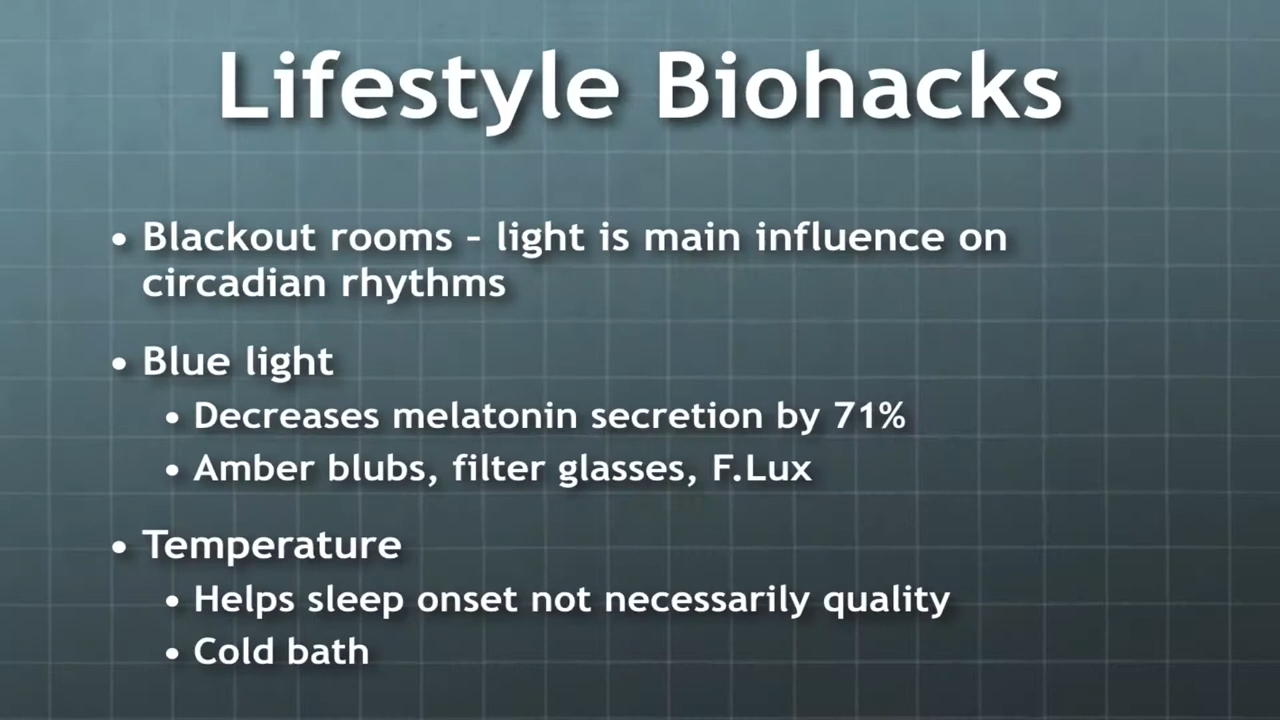 Lifestyle Biohacks
• Blackout rooms – light is main influence on
circadian rhythms
• Blue light
• Decreases melatonin secretion by 71%
• Amber blubs, filter glasses, F.Lux
• Temperature
• Helps sleep onset not necessarily quality
• Cold bath